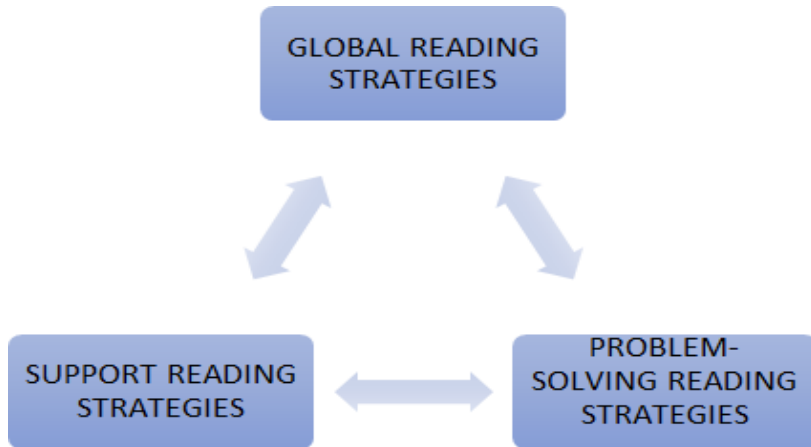 GLOBAL READING
STRATEGIES
SUPPORT READING
STRATEGIES
PROBLEM-
SOLVING READING
STRATEGIES